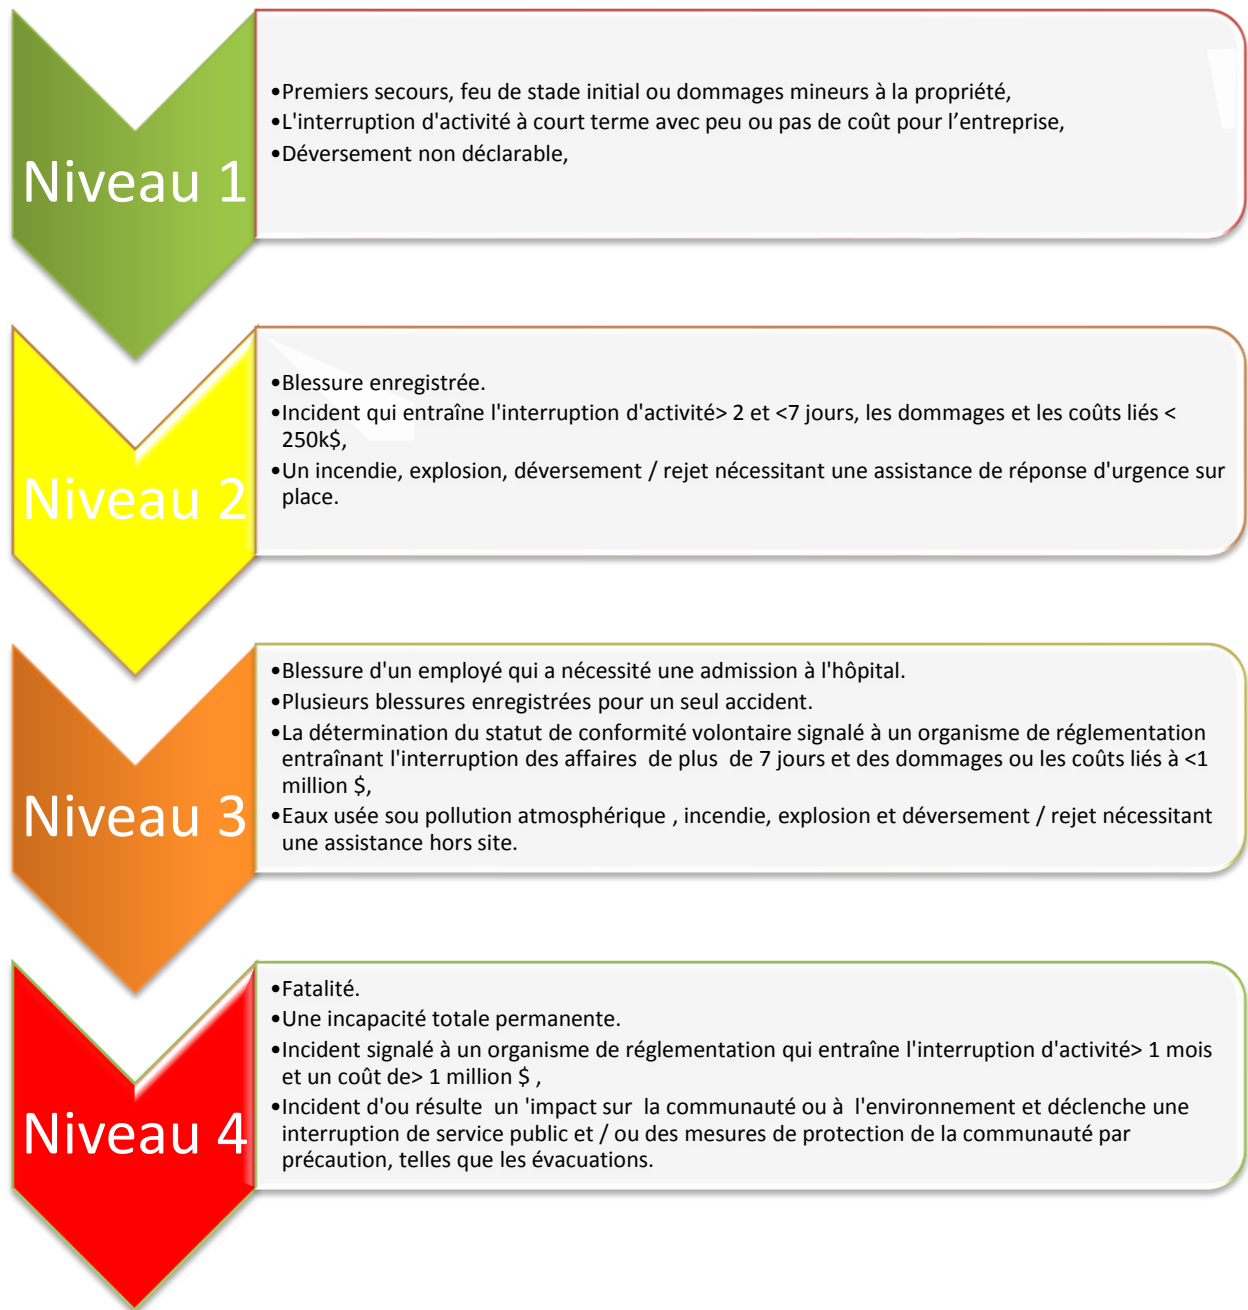 Niveau 1
•Premiers secours, feu de stade initial ou dommages mineurs à la propriété,
•L'interruption d'activité à court terme avec peu ou pas de coût pour l’entreprise,
•Déversement non déclarable,
Niveau 2
•Blessure enregistrée.
•Incident qui entraîne l'interruption d'activité> 2 et <7 jours, les dommages et les coûts liés <
250k$,
•Un incendie, explosion, déversement / rejet nécessitant une assistance de réponse d'urgence sur
place.
Niveau 3
•Blessure d'un employé qui a nécessité une admission à l'hôpital.
•Plusieurs blessures enregistrées pour un seul accident.
•La détermination du statut de conformité volontaire signalé à un organisme de réglementation
entraînant l'interruption des affaires  de plus  de 7 jours et des dommages ou les coûts liés à <1
million $,
•Eaux usée sou pollution atmosphérique , incendie, explosion et déversement / rejet nécessitant
une assistance hors site.
Niveau 4
•Fatalité.
•Une incapacité totale permanente.
•Incident signalé à un organisme de réglementation qui entraîne l'interruption d'activité> 1 mois
et un coût de> 1 million $ ,
•Incident d'ou résulte  un 'impact sur  la communauté ou à  l'environnement et déclenche une
interruption de service public et / ou des mesures de protection de la communauté par
précaution, telles que les évacuations.